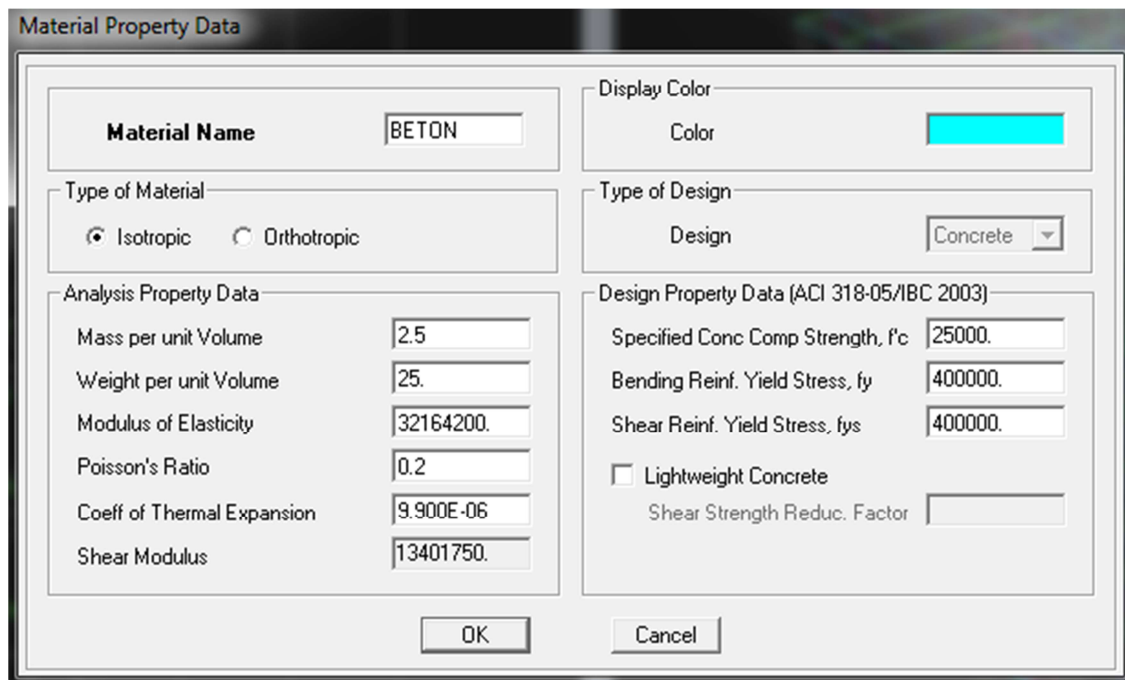 Material Property Data
Material Name BETON
Display Color
Color
Type of Material
Isotropic Orthotropic
Type of Design
Design Concrete
Analysis Property Data
Mass per unit Volume 2.5
Weight per unit Volume 25.
Modulus of Elasticity 32164200.
Poisson's Ratio 0.2
Coeff of Thermal Expansion 9.900E-06
Shear Modulus 13401750.
Design Property Data (ACI 318-05/IBC 2003)
Specified Conc Comp Strength, f'c 25000.
Bending Reinf. Yield Stress, fy 400000.
Shear Reinf. Yield Stress, fys 400000.
Lightweight Concrete
Shear Strength Reduc. Factor
OK Cancel